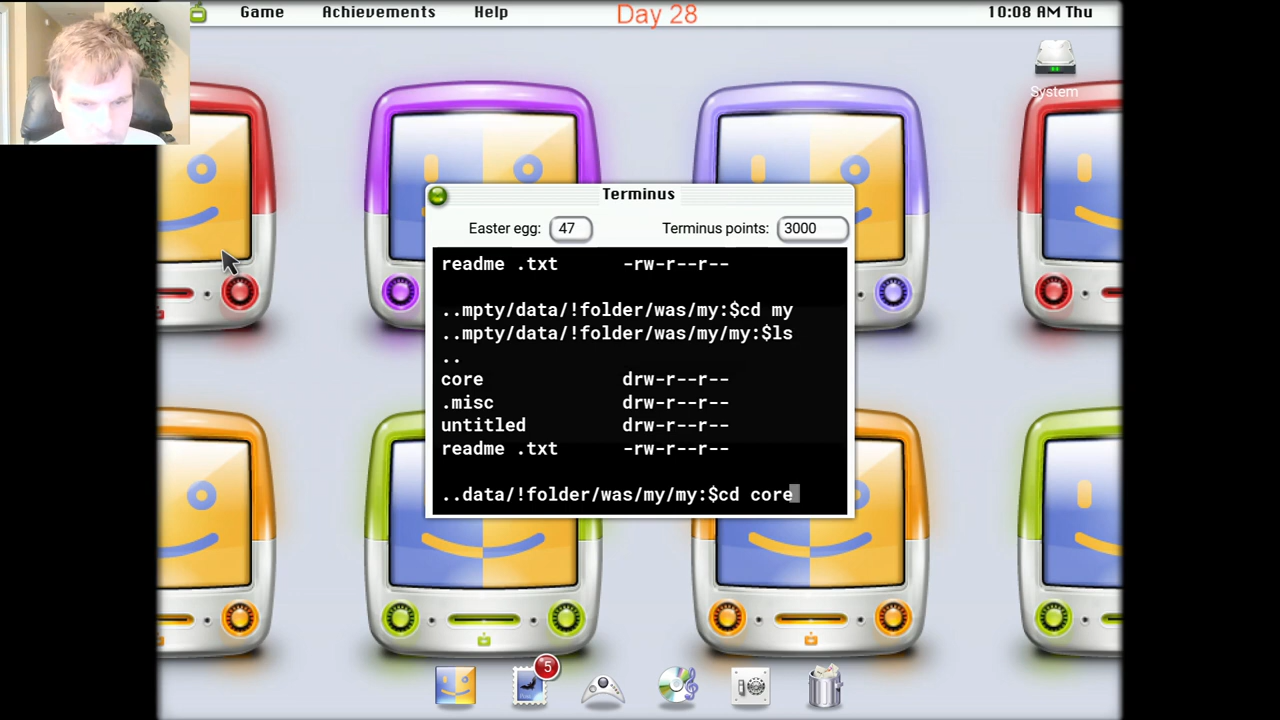 Game Achievements Help Day 28 10:08 AM Thu
System
Terminus
Easter egg: 47 Terminus points: 3000
readme .txt -rw-r--r--
..mpty/data/!folder/was/my:$cd my
..mpty/data/!folder/was/my/my:$ls
..
core drw-r--r--
.misc drw-r--r--
untitled drw-r--r--
readme .txt -rw-r--r--
..data/!folder/was/my/my:$cd core
5